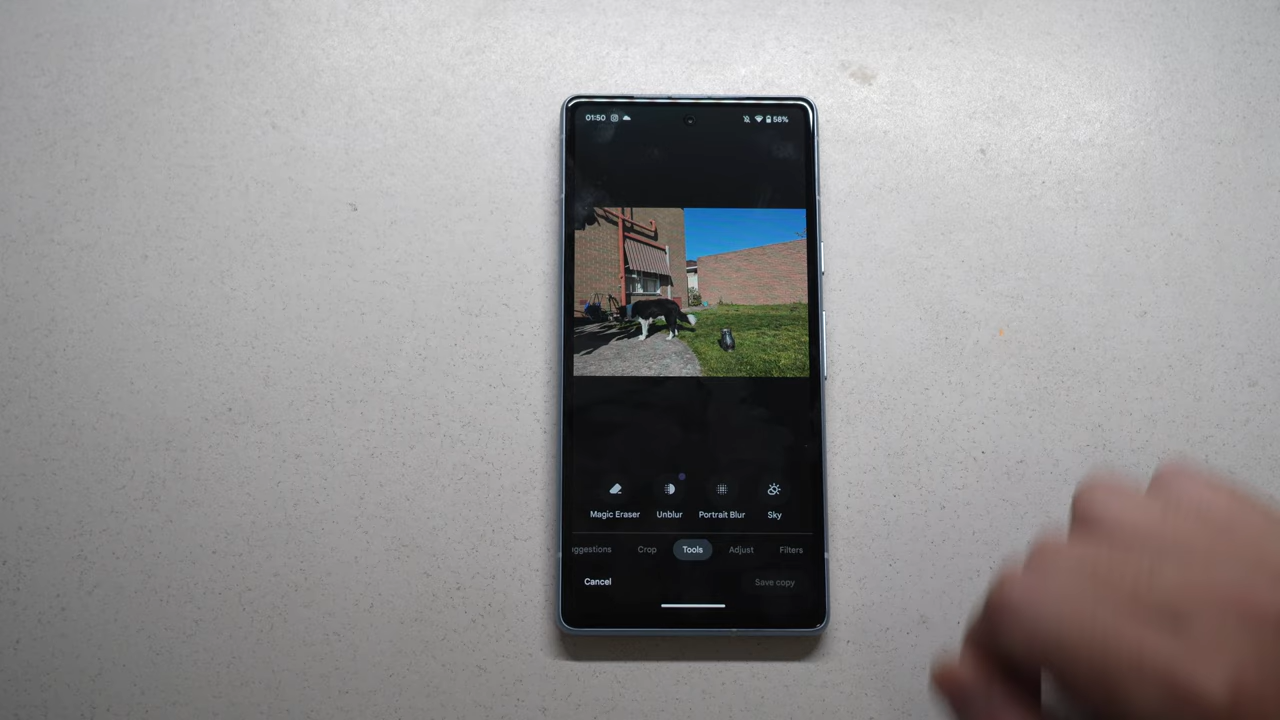 01:50 58%
Magic Eraser Unblur Portrait Blur Sky
ggestions Crop Tools Adjust Filters
Cancel Save copy